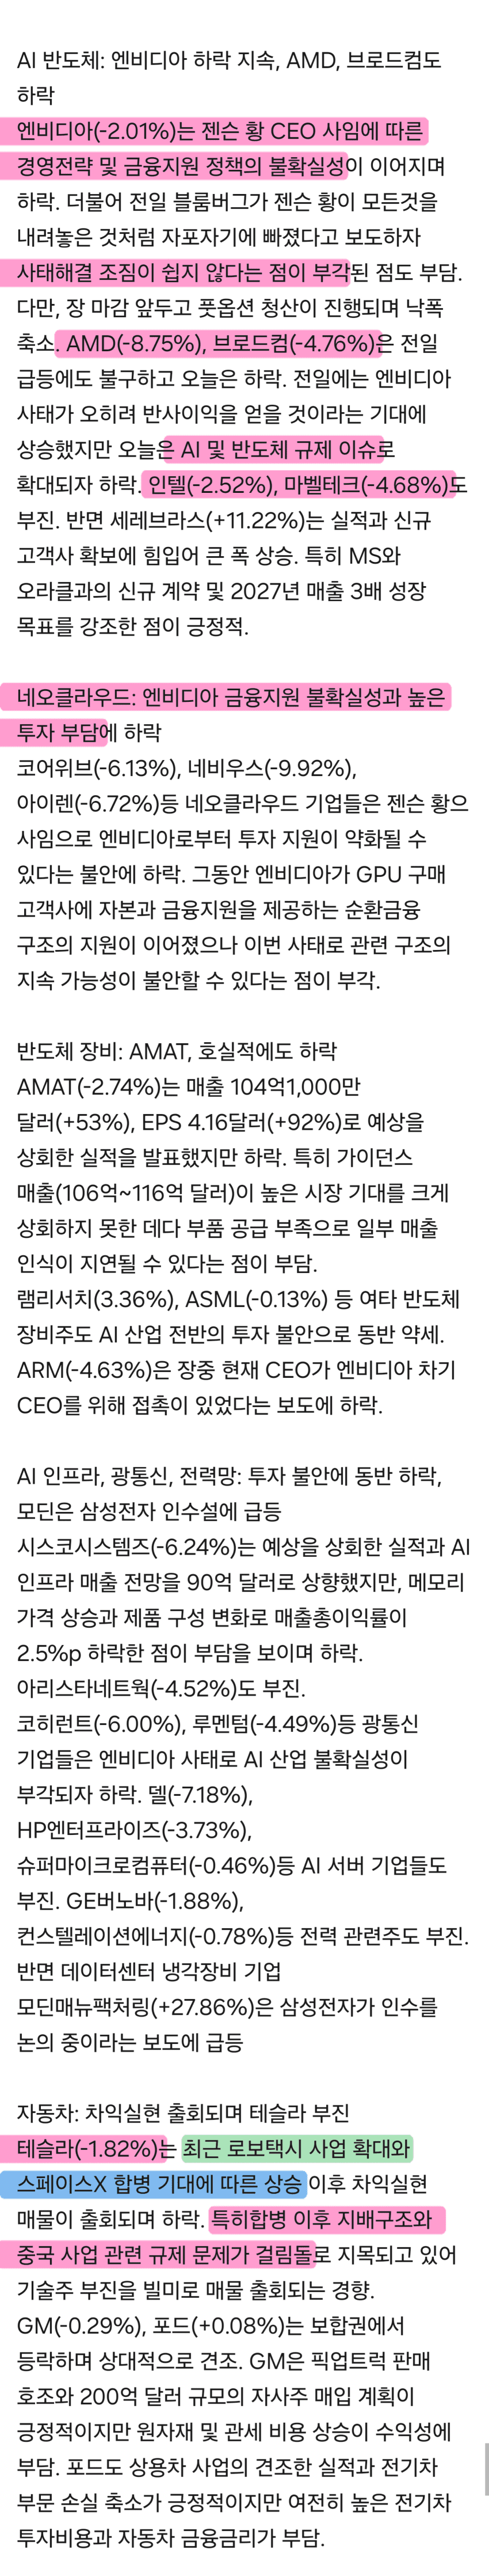 AI 반도체: 엔비디아 하락 지속, AMD, 브로드컴도
하락
엔비디아(-2.01%)는 젠슨 황 CEO 사임에 따른
경영전략 및 금융지원 정책의 불확실성이 이어지며
하락. 더불어 전일 블룸버그가 젠슨 황이 모든것을
내려놓은 것처럼 자포자기에 빠졌다고 보도하자
사태해결 조짐이 쉽지 않다는 점이 부각된 점도 부담.
다만, 장 마감 앞두고 풋옵션 청산이 진행되며 낙폭
축소. AMD(-8.75%), 브로드컴(-4.76%)은 전일
급등에도 불구하고 오늘은 하락. 전일에는 엔비디아
사태가 오히려 반사이익을 얻을 것이라는 기대에
상승했지만 오늘은 AI 및 반도체 규제 이슈로
확대되자 하락. 인텔(-2.52%), 마벨테크(-4.68%)도
부진. 반면 세레브라스(+11.22%)는 실적과 신규
고객사 확보에 힘입어 큰 폭 상승. 특히 MS와
오라클과의 신규 계약 및 2027년 매출 3배 성장
목표를 강조한 점이 긍정적.
네오클라우드: 엔비디아 금융지원 불확실성과 높은
투자 부담에 하락
코어위브(-6.13%), 네비우스(-9.92%),
아이렌(-6.72%)등 네오클라우드 기업들은 젠슨 황으
사임으로 엔비디아로부터 투자 지원이 약화될 수
있다는 불안에 하락. 그동안 엔비디아가 GPU 구매
고객사에 자본과 금융지원을 제공하는 순환금융
구조의 지원이 이어졌으나 이번 사태로 관련 구조의
지속 가능성이 불안할 수 있다는 점이 부각.
반도체 장비: AMAT, 호실적에도 하락
AMAT(-2.74%)는 매출 104억1,000만
달러(+53%), EPS 4.16달러(+92%)로 예상을
상회한 실적을 발표했지만 하락. 특히 가이던스
매출(106억~116억 달러)이 높은 시장 기대를 크게
상회하지 못한 데다 부품 공급 부족으로 일부 매출
인식이 지연될 수 있다는 점이 부담.
램리서치(3.36%), ASML(-0.13%) 등 여타 반도체
장비주도 AI 산업 전반의 투자 불안으로 동반 약세.
ARM(-4.63%)은 장중 현재 CEO가 엔비디아 차기
CEO를 위해 접촉이 있었다는 보도에 하락.
AI 인프라, 광통신, 전력망: 투자 불안에 동반 하락,
모딘은 삼성전자 인수설에 급등
시스코시스템즈(-6.24%)는 예상을 상회한 실적과 AI
인프라 매출 전망을 90억 달러로 상향했지만, 메모리
가격 상승과 제품 구성 변화로 매출총이익률이
2.5%p 하락한 점이 부담을 보이며 하락.
아리스타네트웍(-4.52%)도 부진.
코히런트(-6.00%), 루멘텀(-4.49%)등 광통신
기업들은 엔비디아 사태로 AI 산업 불확실성이
부각되자 하락. 델(-7.18%),
HP엔터프라이즈(-3.73%),
슈퍼마이크로컴퓨터(-0.46%)등 AI 서버 기업들도
부진. GE버노바(-1.88%),
컨스텔레이션에너지(-0.78%)등 전력 관련주도 부진.
반면 데이터센터 냉각장비 기업
모딘매뉴팩처링(+27.86%)은 삼성전자가 인수를
논의 중이라는 보도에 급등
자동차: 차익실현 출회되며 테슬라 부진
테슬라(-1.82%)는 최근 로보택시 사업 확대와
스페이스X 합병 기대에 따른 상승 이후 차익실현
매물이 출회되며 하락. 특히합병 이후 지배구조와
중국 사업 관련 규제 문제가 걸림돌로 지목되고 있어
기술주 부진을 빌미로 매물 출회되는 경향.
GM(-0.29%), 포드(+0.08%)는 보합권에서
등락하며 상대적으로 견조. GM은 픽업트럭 판매
호조와 200억 달러 규모의 자사주 매입 계획이
긍정적이지만 원자재 및 관세 비용 상승이 수익성에
부담. 포드도 상용차 사업의 견조한 실적과 전기차
부문 손실 축소가 긍정적이지만 여전히 높은 전기차
투자비용과 자동차 금융금리가 부담.